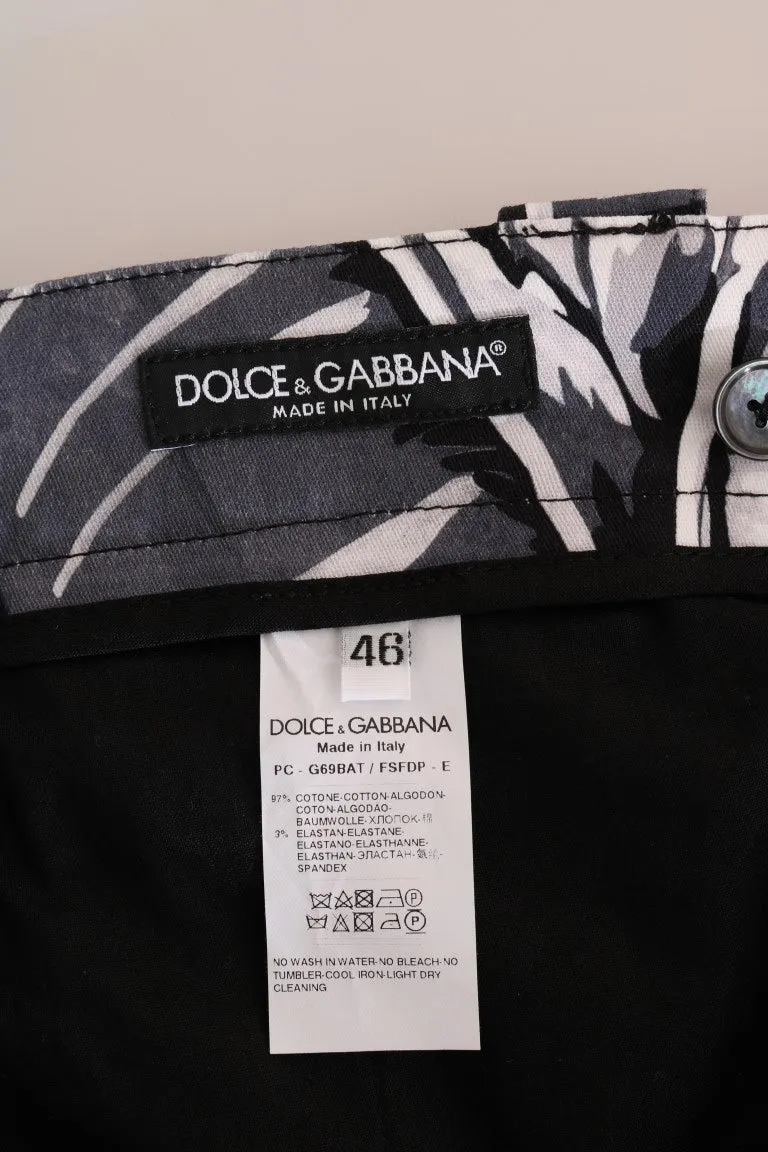 DOLCE & GABBANA®
MADE IN ITALY
46
DOLCE & GABBANA
Made in Italy
PC - G69BAT / FSFDP - E
97% COTONE-COTTON-ALGODON-
COTON-ALGODAO-
BAUMWOLLE-ХЛОПОК-棉
3% ELASTAN-ELASTANE-
ELASTANO-ELASTHANNE-
ELASTHAN-ЭЛАСТАН-
SPANDEX
P
P
NO WASH IN WATER-NO BLEACH-NO
TUMBLER-COOL IRON-LIGHT DRY
CLEANING